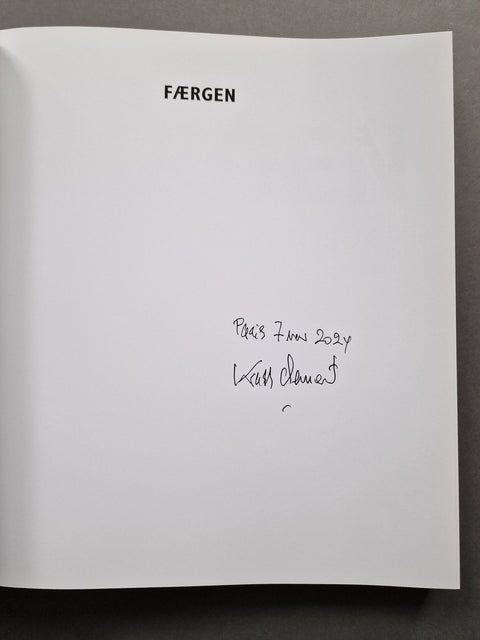 FÆRGEN
Paris 7 nov 2024
Krass Clement